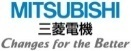 MITSUBISHI
三菱電機
Changes for the Better